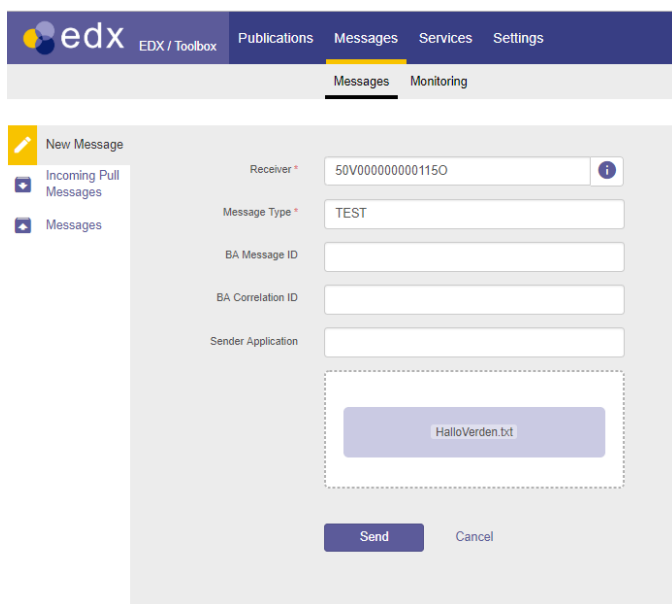 edx EDX / Toolbox Publications Messages Services Settings
Messages Monitoring
New Message
Incoming Pull
Messages
Messages
Receiver * 50V000000000115O i
Message Type * TEST
BA Message ID
BA Correlation ID
Sender Application
HalloVerden.txt
Send Cancel